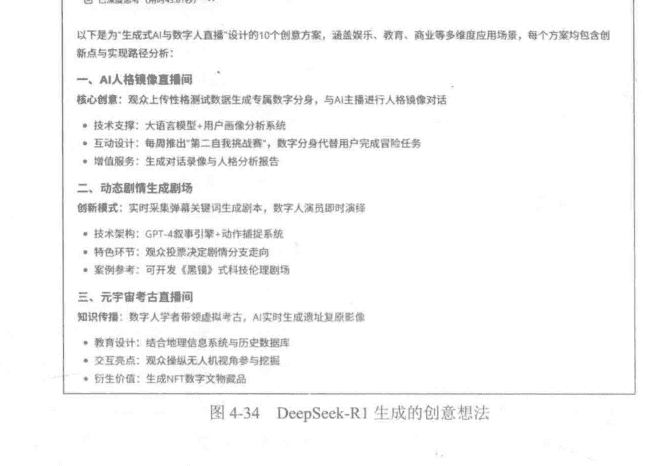 已深度思考
以下是为"生成式AI与数字人直播"设计的10个创意方案，涵盖娱乐、教育、商业等多维度应用场景，每个方案均包含创
新点与实现路径分析：
一、AI人格镜像直播间
核心创意：观众上传性格测试数据生成专属数字分身，与AI主播进行人格镜像对话
• 技术支撑：大语言模型+用户画像分析系统
• 互动设计：每周推出"第二自我挑战赛"，数字分身代替用户完成冒险任务
• 增值服务：生成对话录像与人格分析报告
二、动态剧情生成剧场
创新模式：实时采集弹幕关键词生成剧本，数字人演员即时演绎
• 技术架构：GPT-4叙事引擎+动作捕捉系统
• 特色环节：观众投票决定剧情分支走向
• 案例参考：可开发《黑镜》式科技伦理剧场
三、元宇宙考古直播间
知识传播：数字人学者带领虚拟考古，AI实时生成遗址复原影像
• 教育设计：结合地理信息系统与历史数据库
• 交互亮点：观众操纵无人机视角参与挖掘
• 衍生价值：生成NFT数字文物藏品
图 4-34 DeepSeek-R1 生成的创意想法